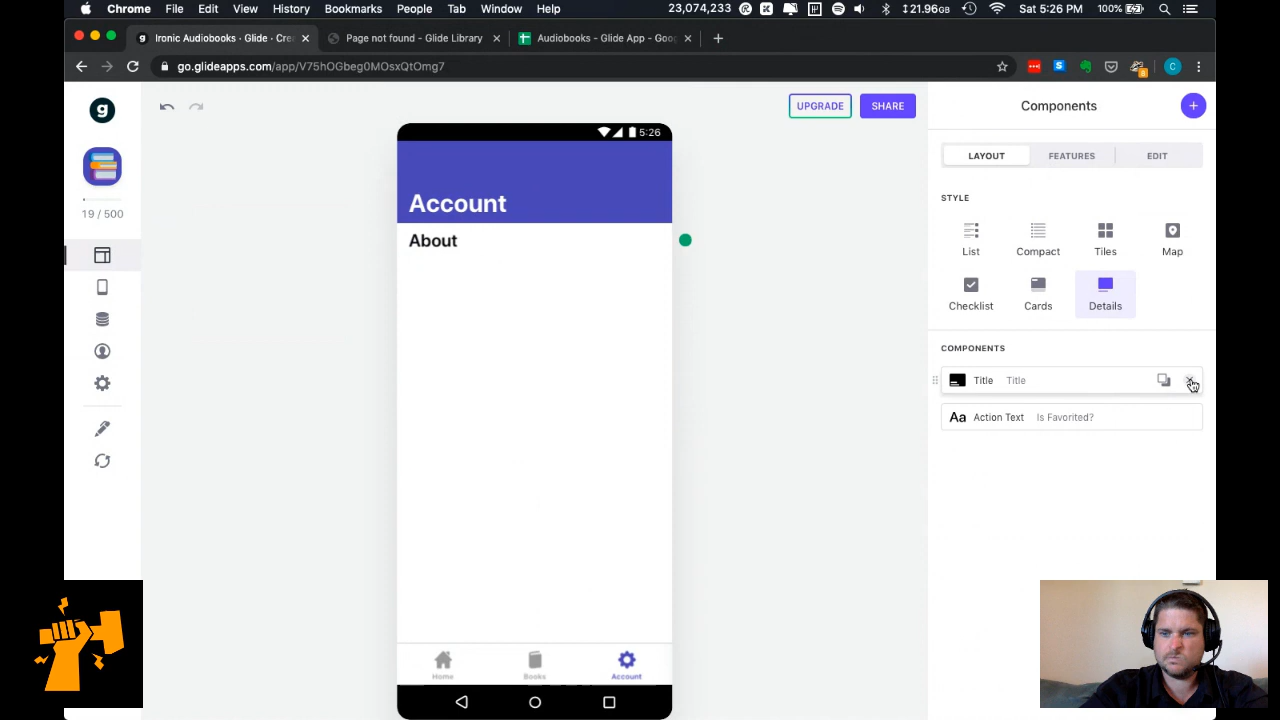 Chrome File Edit View History Bookmarks People Tab Window Help 23,074,233 21.96GB Sat 5:26 PM 100%
Ironic Audiobooks · Glide · Cre
Page not found - Glide Library
Audiobooks - Glide App - Goo
go.glideapps.com/app/V75hOGbeg0MOsxQtOmg7
g
19 / 500
UPGRADE
SHARE
5:26
Account
About
Home
Books
Account
Components
LAYOUT
FEATURES
EDIT
STYLE
List
Compact
Tiles
Map
Checklist
Cards
Details
COMPONENTS
Title Title
Aa Action Text Is Favorited?